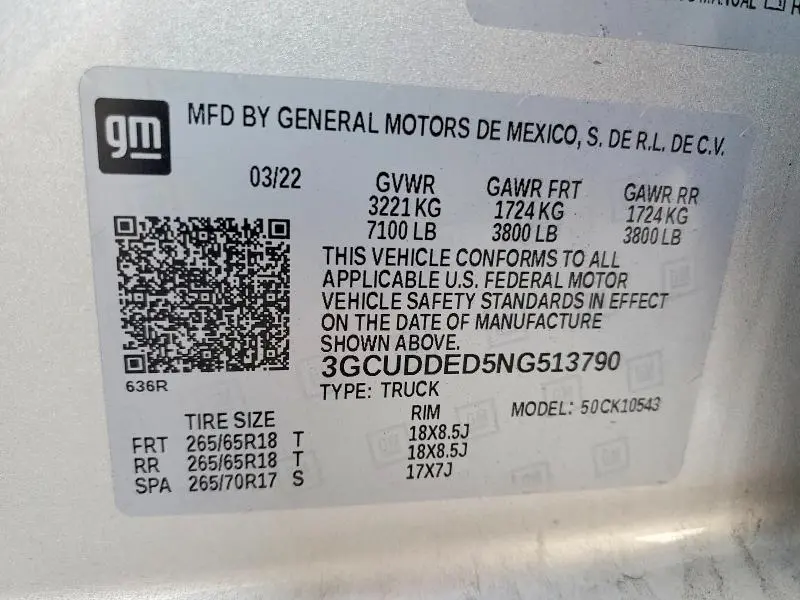 MANUAL
gm
MFD BY GENERAL MOTORS DE MEXICO, S. DE R.L. DE C.V.
03/22 GVWR GAWR FRT GAWR RR
3221 KG 1724 KG 1724 KG
7100 LB 3800 LB 3800 LB
THIS VEHICLE CONFORMS TO ALL
APPLICABLE U.S. FEDERAL MOTOR
VEHICLE SAFETY STANDARDS IN EFFECT
ON THE DATE OF MANUFACTURE
SHOWN ABOVE.
3GCUDDED5NG513790
636R
TYPE: TRUCK
TIRE SIZE RIM MODEL: 50CK10543
FRT 265/65R18 T 18X8.5J
RR 265/65R18 T 18X8.5J
SPA 265/70R17 S 17X7J